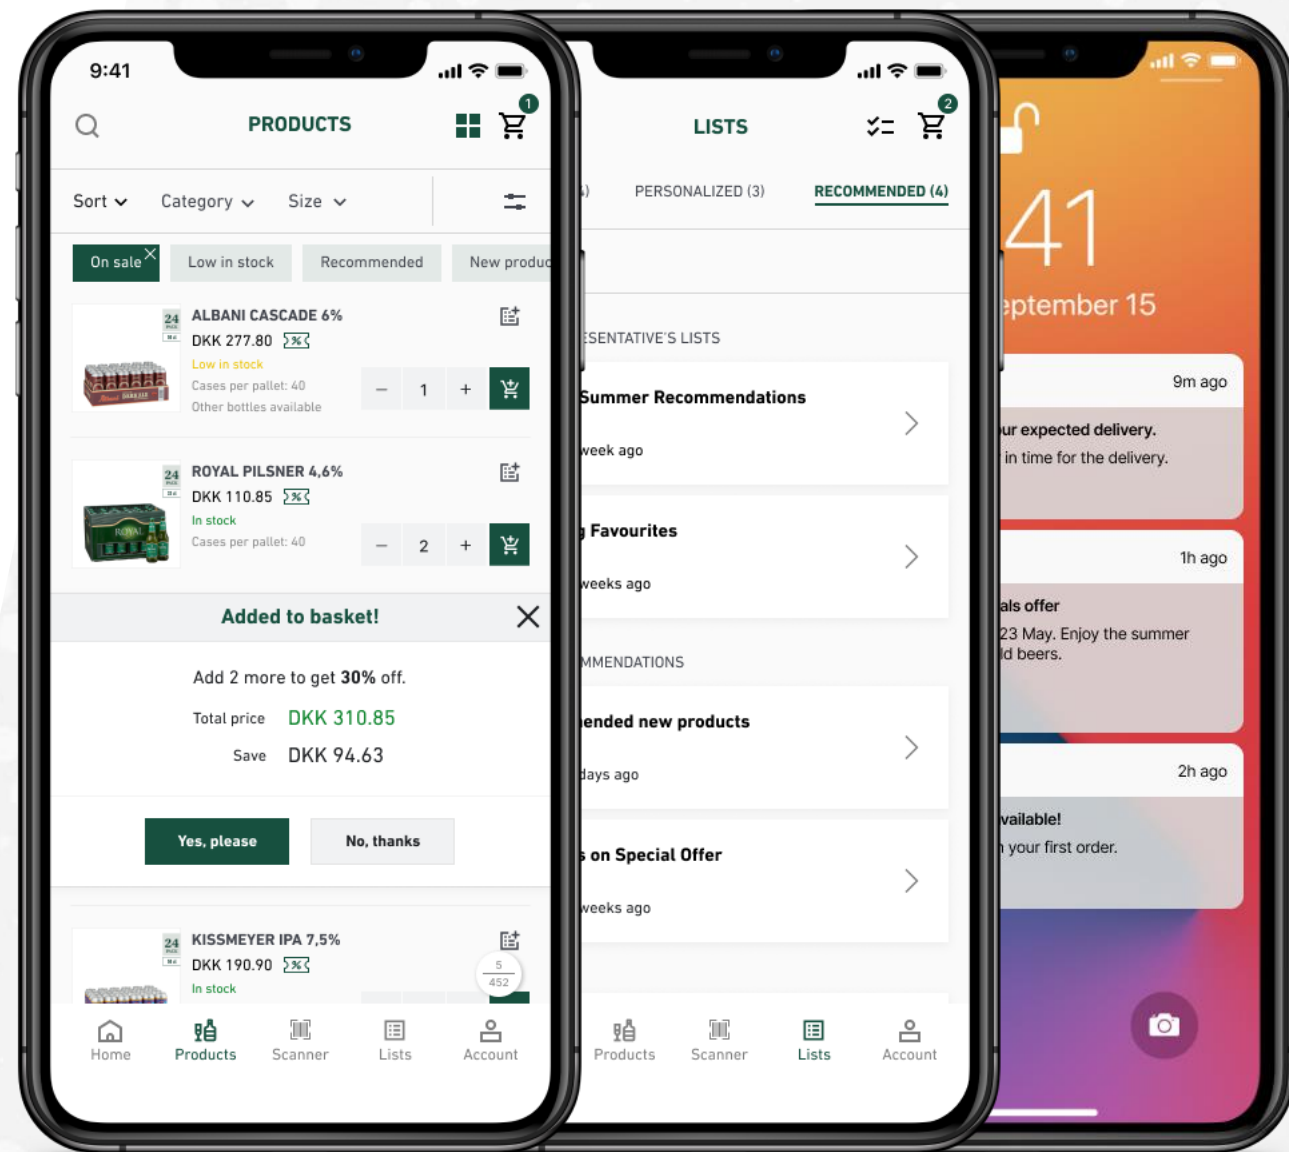 9:41
1
PRODUCTS
Sort
Category
Size
On sale
Low in stock
Recommended
New produc
24
ALBANI CASCADE 6%
DKK 277.80
Low in stock
Cases per pallet: 40
Other bottles available
− 1 +
24
ROYAL PILSNER 4,6%
DKK 110.85
In stock
Cases per pallet: 40
− 2 +
ROYAL
Added to basket!
Add 2 more to get 30% off.
Total price DKK 310.85
Save DKK 94.63
Yes, please
No, thanks
24
KISSMEYER IPA 7,5%
DKK 190.90
In stock
5
452
Home
Products
Scanner
Lists
Account
2
LISTS
4)
PERSONALIZED (3)
RECOMMENDED (4)
ESENTATIVE'S LISTS
Summer Recommendations
week ago
g Favourites
weeks ago
MMENDATIONS
ended new products
days ago
s on Special Offer
weeks ago
Products
Scanner
Lists
Account
41
eptember 15
9m ago
ur expected delivery.
in time for the delivery.
1h ago
als offer
23 May. Enjoy the summer
ld beers.
2h ago
vailable!
n your first order.